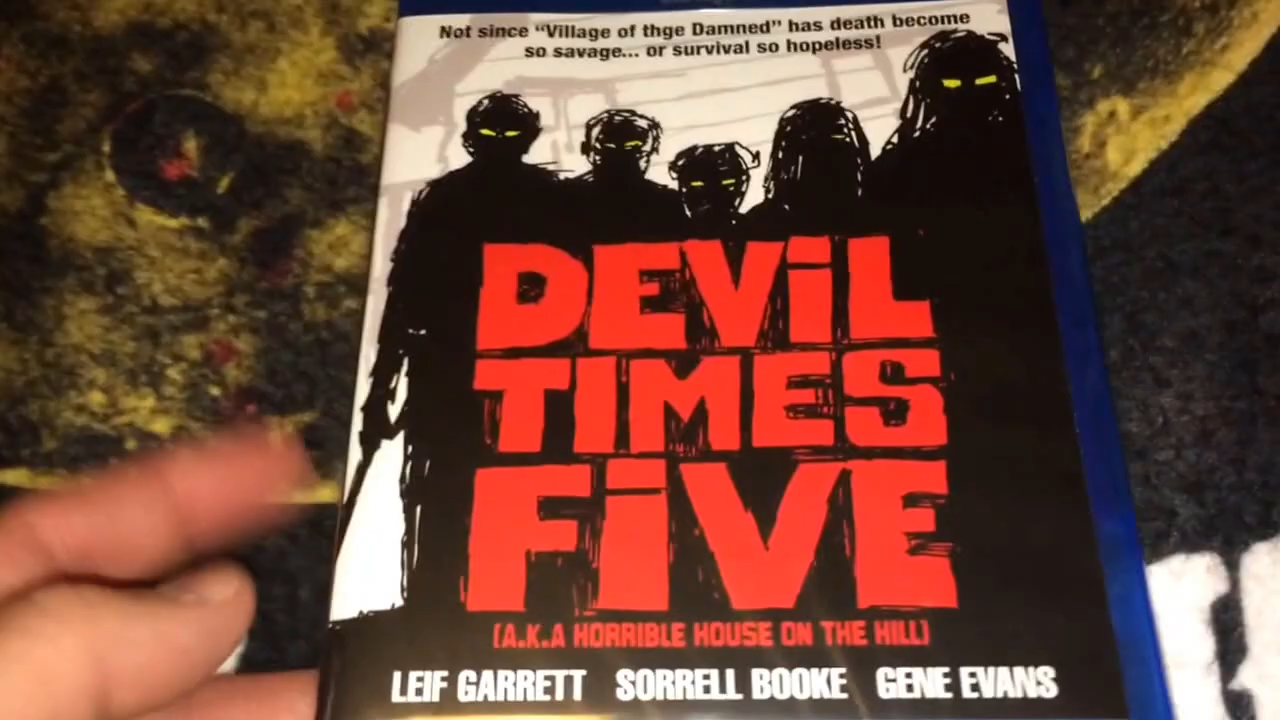 Not since “Village of thge Damned” has death become
so savage... or survival so hopeless!
DEViL
TIMES
FiVE
(A.K.A HORRIBLE HOUSE ON THE HILL)
LEIF GARRETT SORRELL BOOKE GENE EVANS